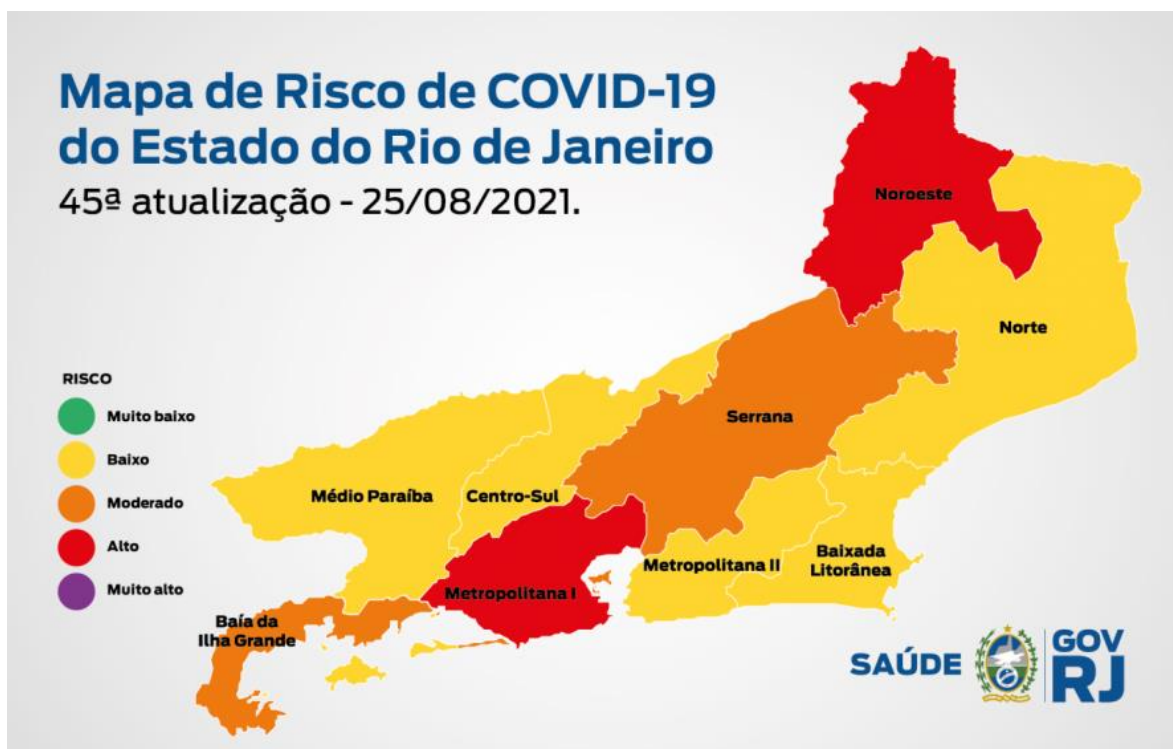 Mapa de Risco de COVID-19
do Estado do Rio de Janeiro
45ª atualização - 25/08/2021.
Noroeste
Norte
RISCO
Muito baixo
Baixo
Moderado
Alto
Muito alto
Serrana
Médio Paraíba
Centro-Sul
Metropolitana II
Baixada
Litorânea
Metropolitana I
Baía da
Ilha Grande
SAÚDE
GOV
RJ